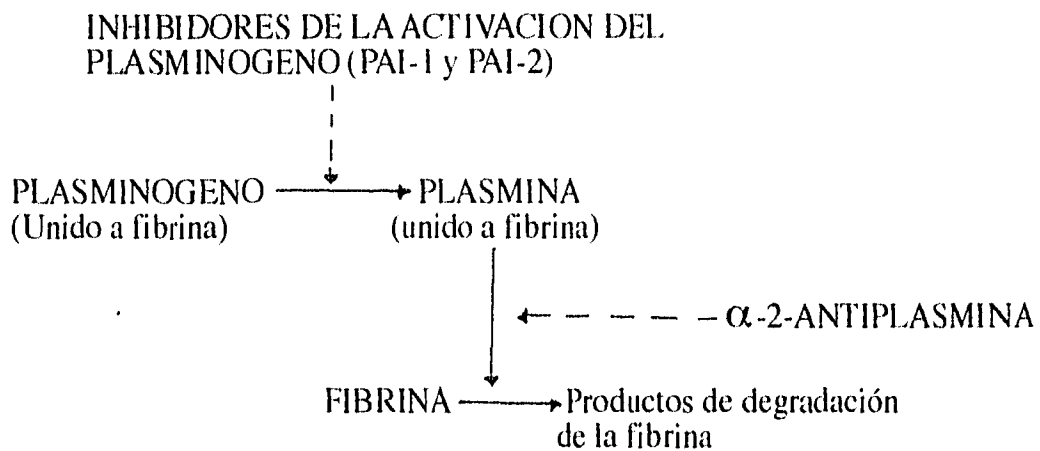 INHIBIDORES DE LA ACTIVACION DEL
PLASMINOGENO (PAI-1 y PAI-2)
PLASMINOGENO
(Unido a fibrina)
PLASMINA
(unido a fibrina)
α-2-ANTIPLASMINA
FIBRINA
Productos de degradación
de la fibrina